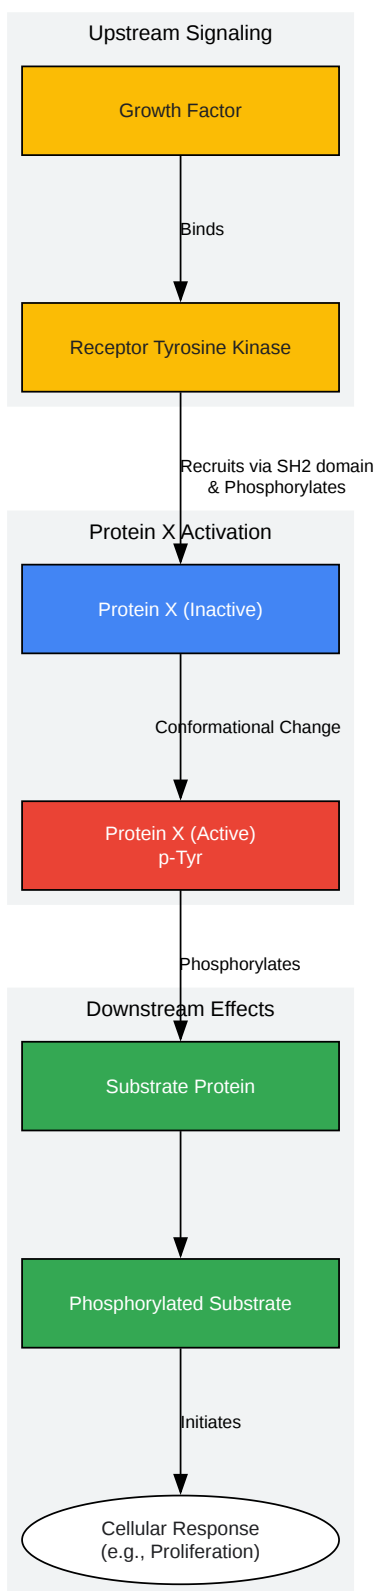 Upstream Signaling
Growth Factor
Binds
Receptor Tyrosine Kinase
Recruits via SH2 domain
& Phosphorylates
Protein X Activation
Protein X (Inactive)
Conformational Change
Protein X (Active)
p-Tyr
Phosphorylates
Downstream Effects
Substrate Protein
Phosphorylated Substrate
Initiates
Cellular Response
(e.g., Proliferation)